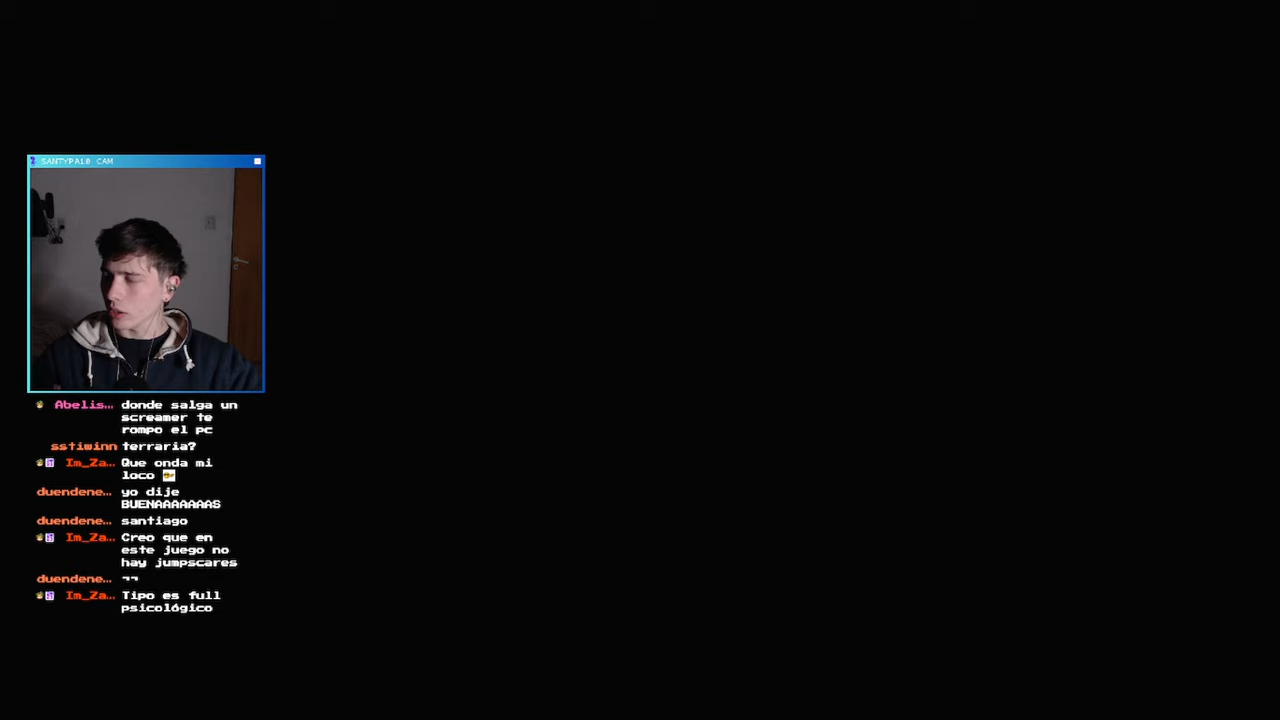 SANTYPA10 CAM
Abelis... donde salga un
screamer te
rompo el pc
sstiwinn terraria?
Im_Za... Que onda mi
loco
duendene... yo dije
BUENAAAAAAAS
duendene... santiago
Im_Za... Creo que en
este juego no
hay jumpscares
duendene... ¬¬
Im_Za... Tipo es full
psicológico